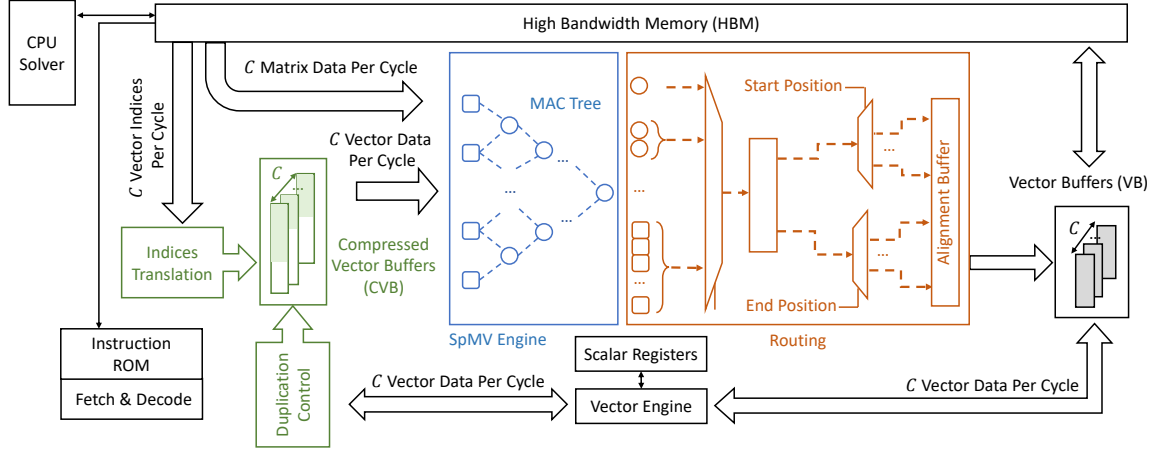 High Bandwidth Memory (HBM)
CPU
Solver
C Matrix Data Per Cycle
C Vector Indices
Per Cycle
C Vector Data
Per Cycle
MAC Tree
...
...
...
...
SpMV Engine
...
...
Start Position
...
...
End Position
Alignment Buffer
Routing
Vector Buffers (VB)
C
...
C
...
Indices
Translation
Compressed
Vector Buffers
(CVB)
Instruction
ROM
Fetch & Decode
Duplication
Control
C Vector Data Per Cycle
Scalar Registers
Vector Engine
C Vector Data Per Cycle